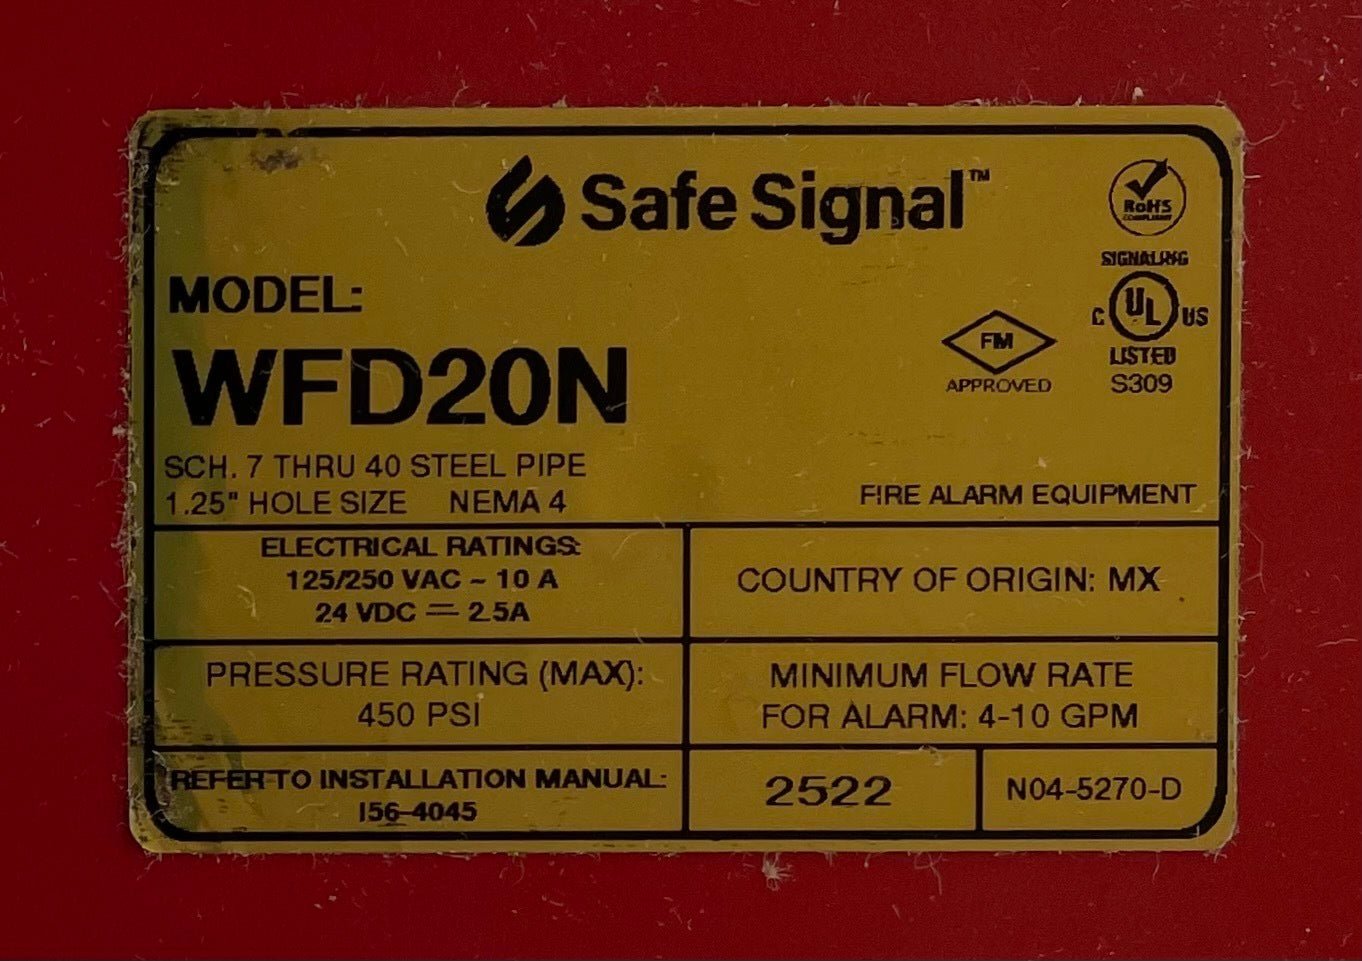 Safe Signal™
RoHS
COMPLIANT
SIGNALING
C UL US
LISTED
S309
FM
APPROVED
MODEL:
WFD20N
SCH. 7 THRU 40 STEEL PIPE
1.25" HOLE SIZE NEMA 4
FIRE ALARM EQUIPMENT
ELECTRICAL RATINGS:
125/250 VAC ~ 10 A
24 VDC ⎓ 2.5A
COUNTRY OF ORIGIN: MX
PRESSURE RATING (MAX):
450 PSI
MINIMUM FLOW RATE
FOR ALARM: 4-10 GPM
REFER TO INSTALLATION MANUAL:
I56-4045
2522
N04-5270-D